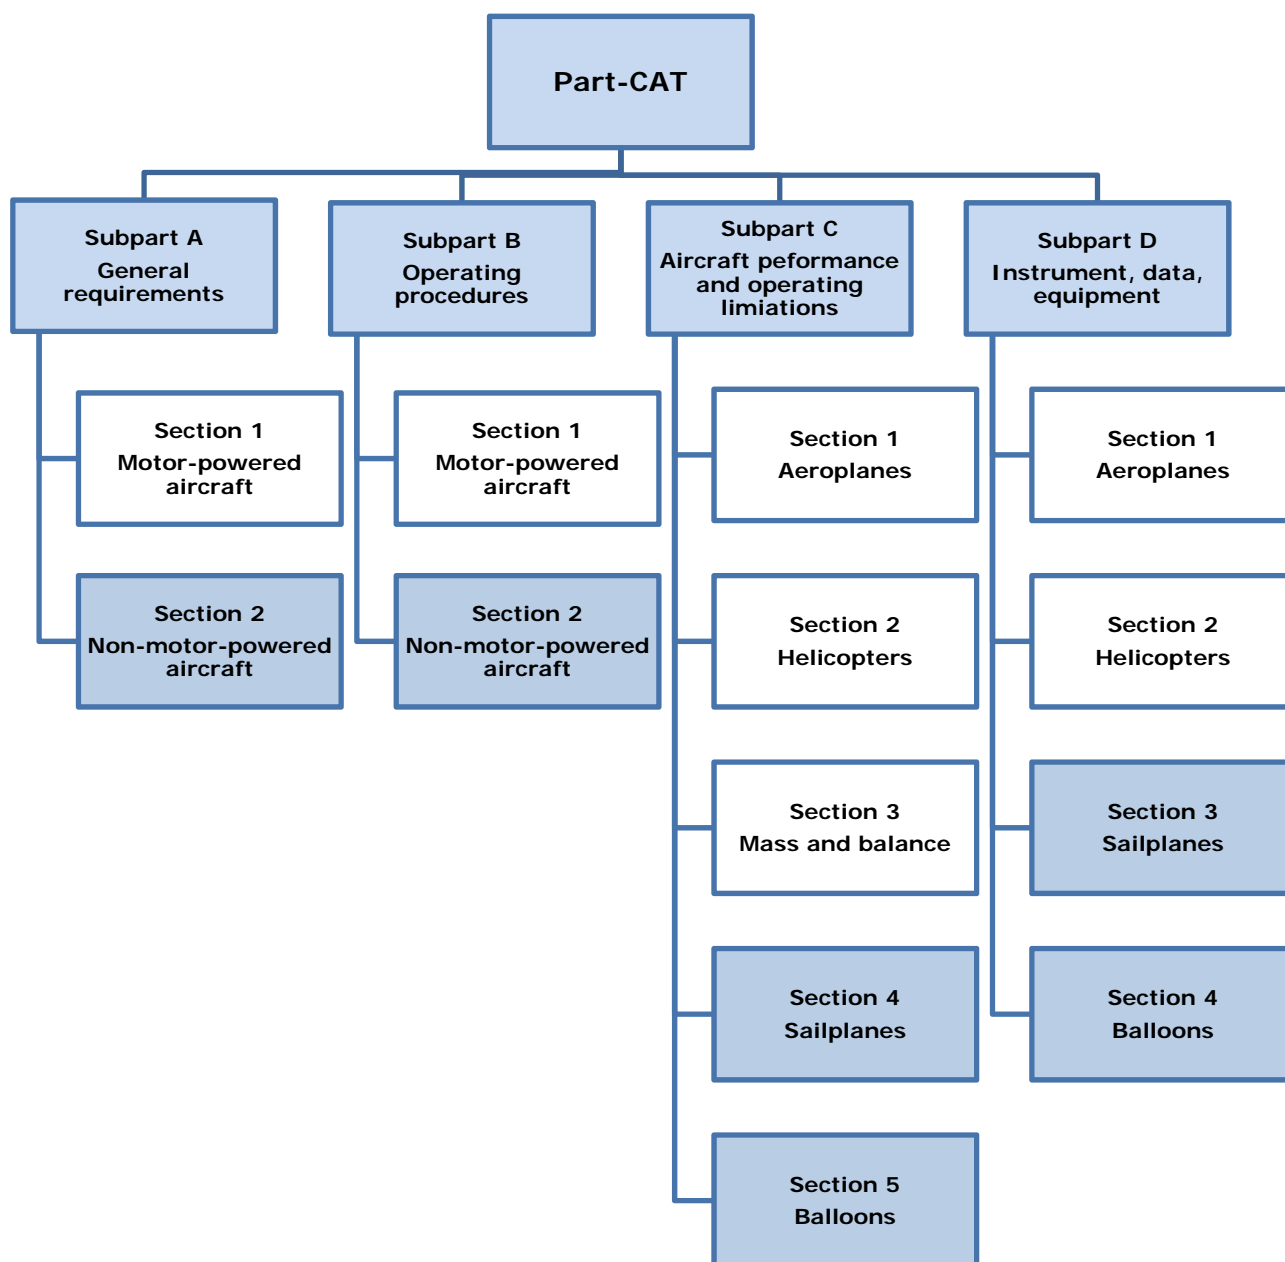 Part-CAT
Subpart A
General
requirements
Section 1
Motor-powered
aircraft
Section 2
Non-motor-powered
aircraft
Subpart B
Operating
procedures
Section 1
Motor-powered
aircraft
Section 2
Non-motor-powered
aircraft
Subpart C
Aircraft peformance
and operating
limiations
Section 1
Aeroplanes
Section 2
Helicopters
Section 3
Mass and balance
Section 4
Sailplanes
Section 5
Balloons
Subpart D
Instrument, data,
equipment
Section 1
Aeroplanes
Section 2
Helicopters
Section 3
Sailplanes
Section 4
Balloons